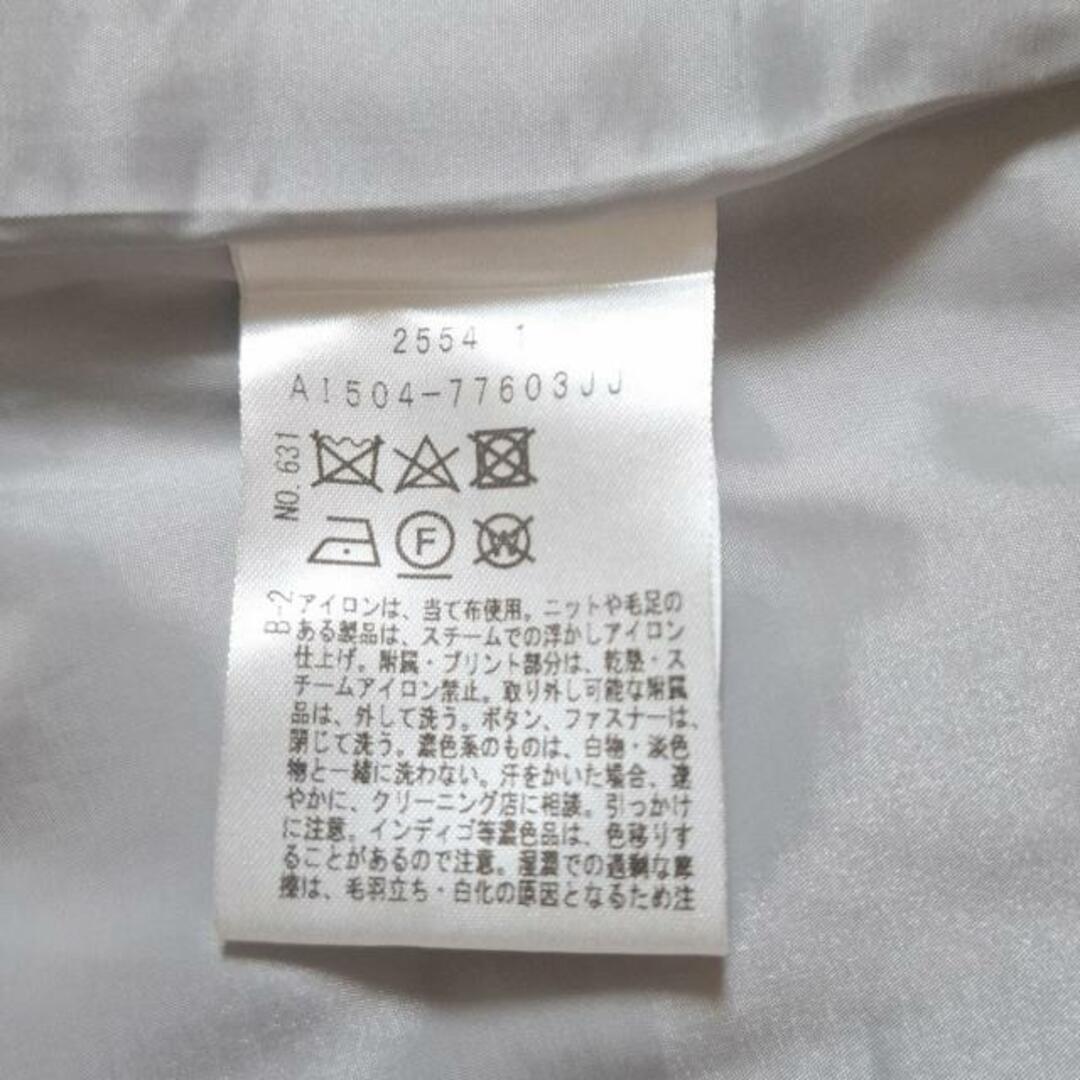 2554 1
AI504-77603JJ
NO.631
F
W
B-2
アイロンは、当て布使用。ニットや毛足の
ある製品は、スチームでの浮かしアイロン
仕上げ。附属・プリント部分は、乾熱・ス
チームアイロン禁止。取り外し可能な附属
品は、外して洗う。ボタン、ファスナーは、
閉じて洗う。濃色系のものは、白物・淡色
物と一緒に洗わない。汗をかいた場合、速
やかに、クリーニング店に相談。引っかけ
に注意。インディゴ等濃色品は、色移りす
ることがあるので注意。湿潤での過剰な摩
擦は、毛羽立ち・白化の原因となるため注